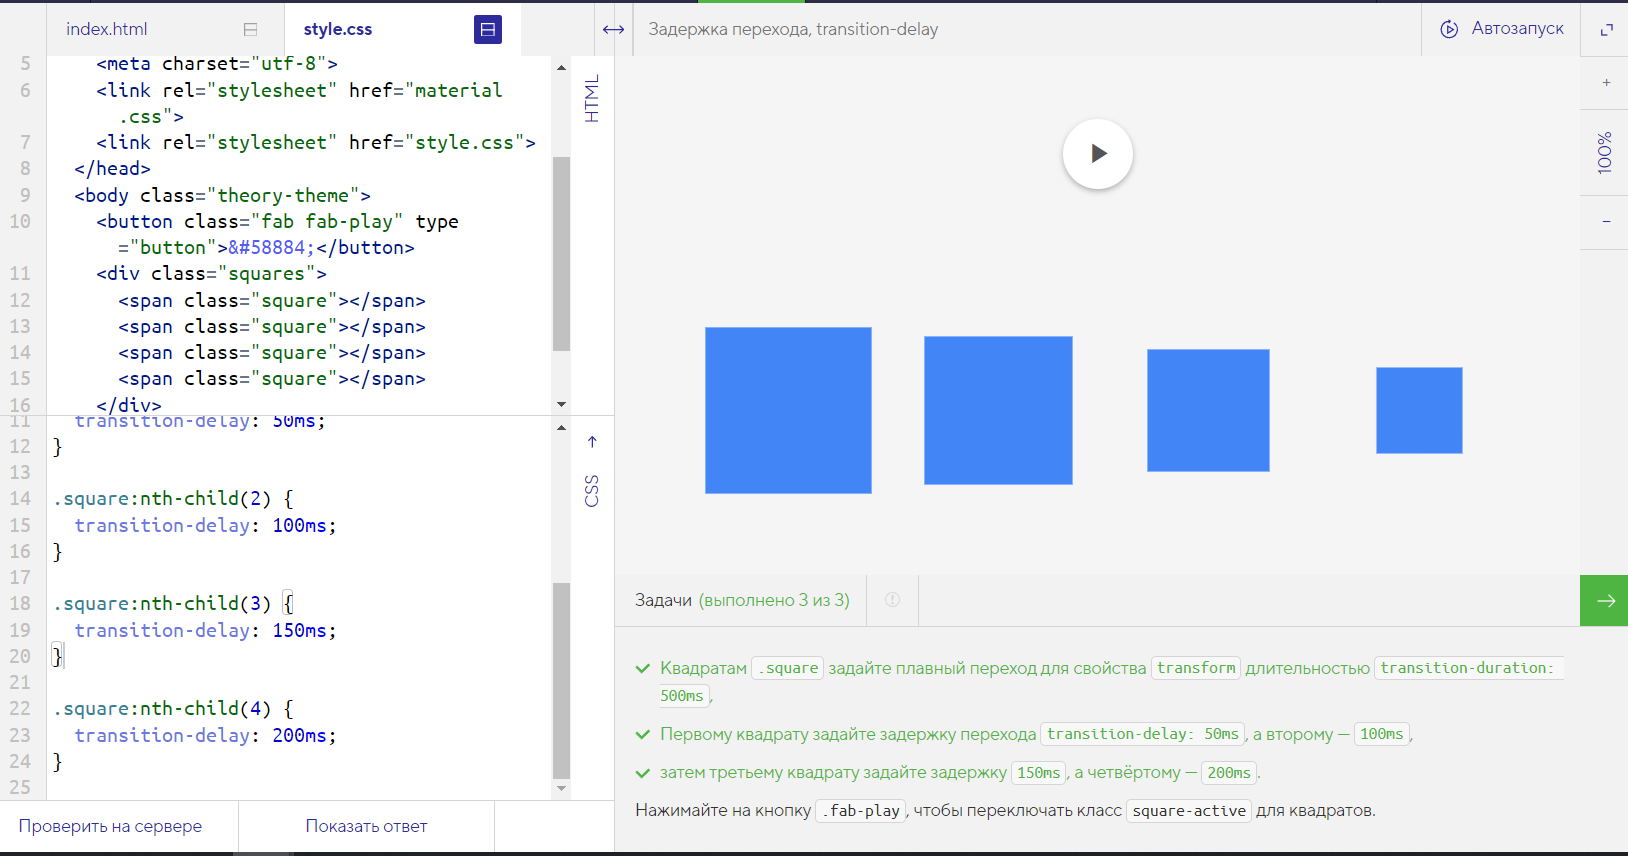 index.html
style.css
Задержка перехода, transition-delay
Автозапуск
5 <meta charset="utf-8">
6 <link rel="stylesheet" href="material
.css">
7 <link rel="stylesheet" href="style.css">
8 </head>
9 <body class="theory-theme">
10 <button class="fab fab-play" type
="button">&#58884;</button>
11 <div class="squares">
12 <span class="square"></span>
13 <span class="square"></span>
14 <span class="square"></span>
15 <span class="square"></span>
16 </div>
HTML
11 transition-delay: 50ms;
12 }
13
14 .square:nth-child(2) {
15 transition-delay: 100ms;
16 }
17
18 .square:nth-child(3) {
19 transition-delay: 150ms;
20 }
21
22 .square:nth-child(4) {
23 transition-delay: 200ms;
24 }
25
CSS
Проверить на сервере
Показать ответ
+
100%
−
Задачи (выполнено 3 из 3)
Квадратам .square задайте плавный переход для свойства transform длительностью transition-duration:
500ms,
Первому квадрату задайте задержку перехода transition-delay: 50ms, а второму — 100ms,
затем третьему квадрату задайте задержку 150ms, а четвёртому — 200ms.
Нажимайте на кнопку .fab-play, чтобы переключать класс square-active для квадратов.